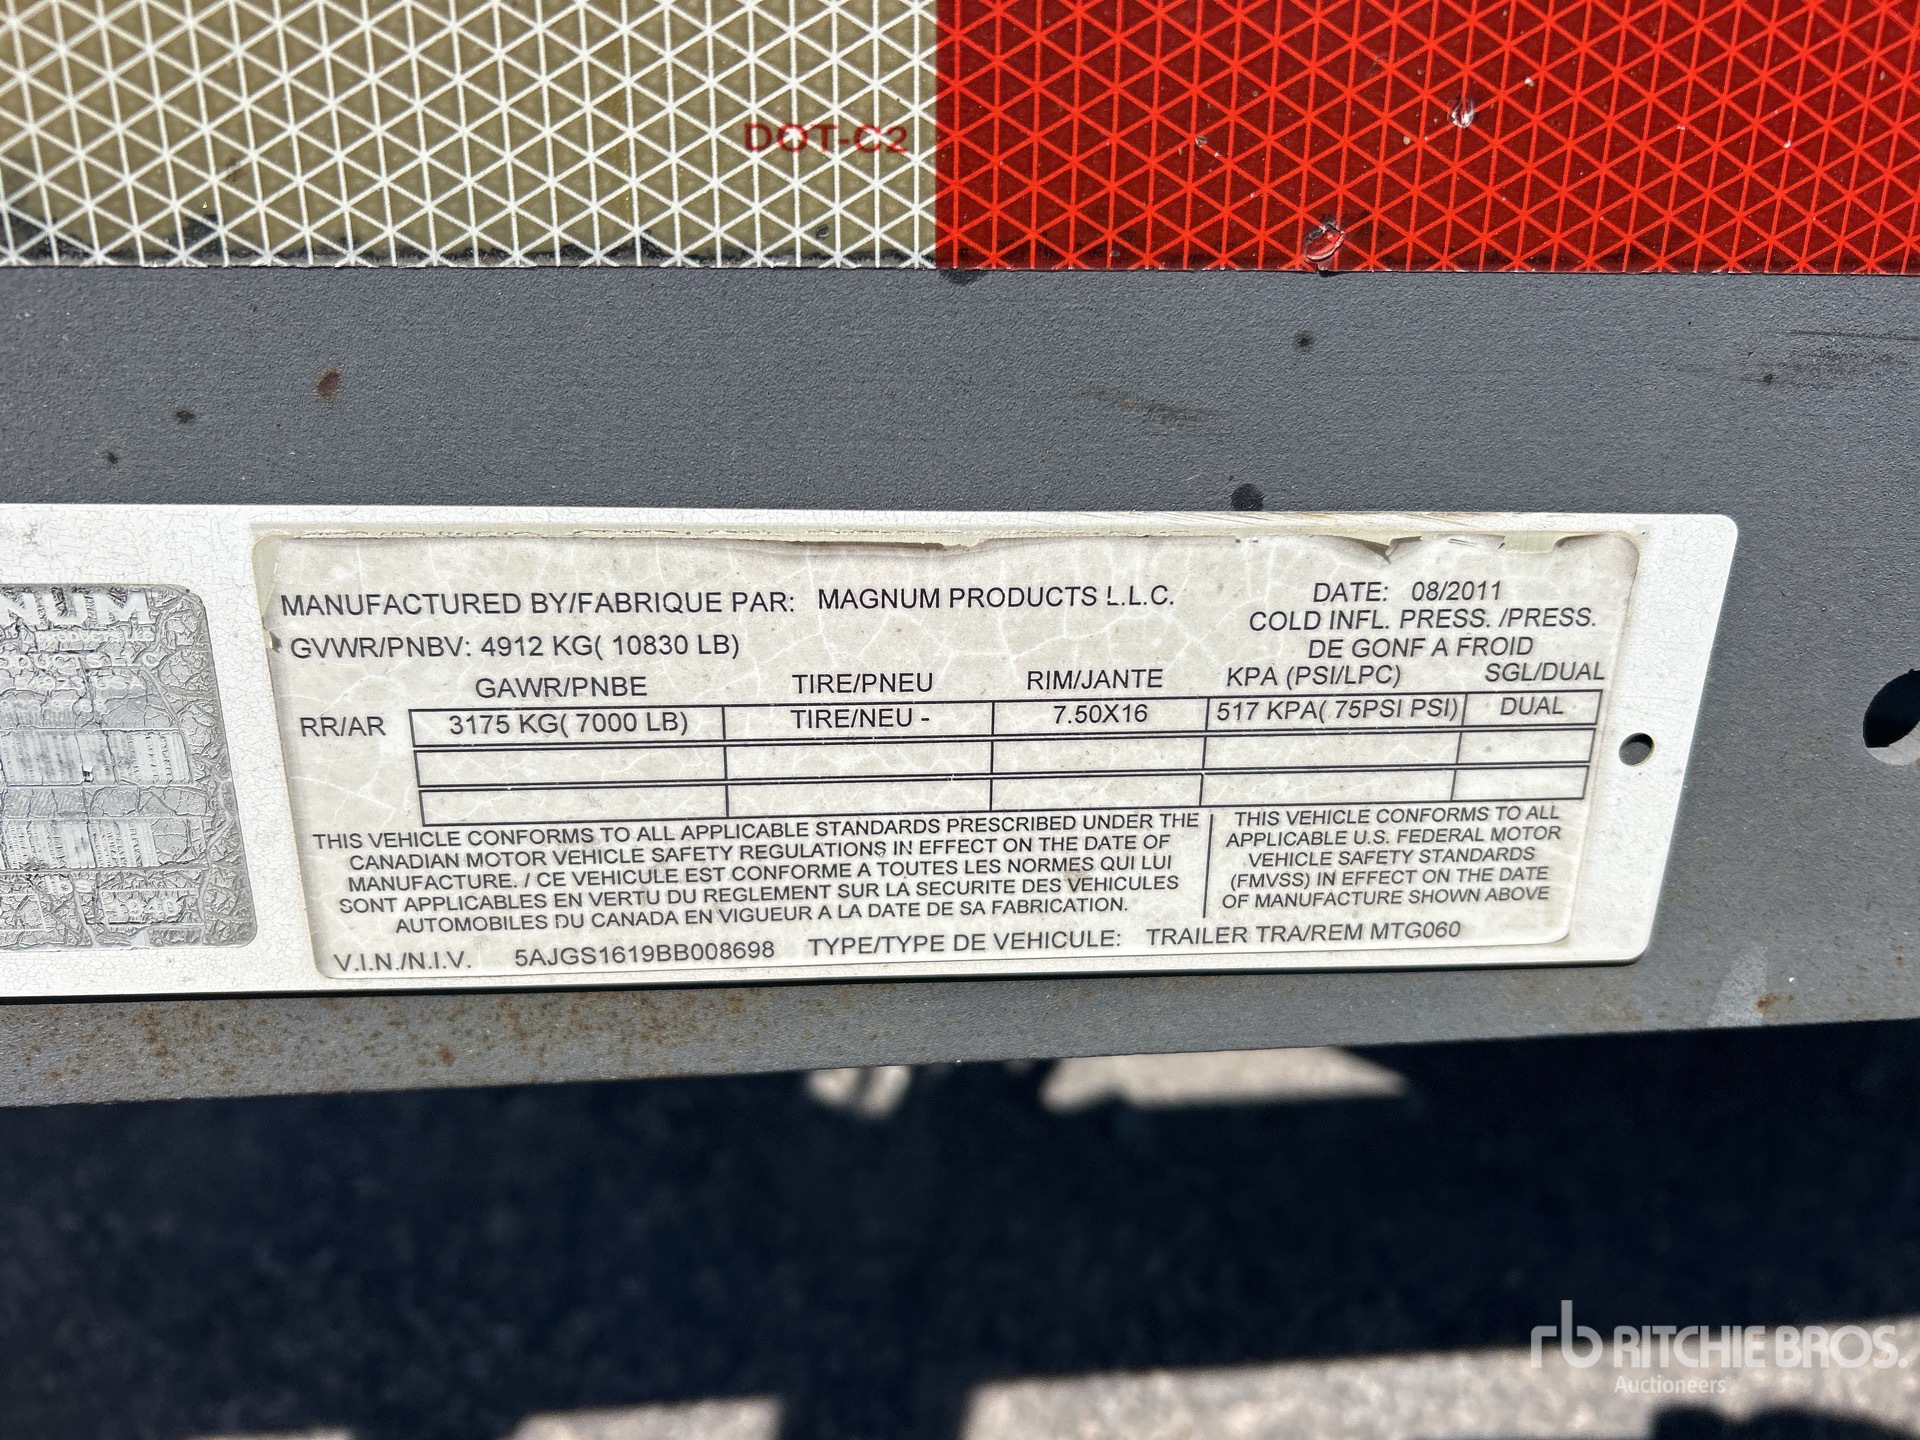 DOT-C2
NUM
MANUFACTURED BY/FABRIQUE PAR: MAGNUM PRODUCTS L.L.C. DATE: 08/2011
GVWR/PNBV: 4912 KG( 10830 LB) COLD INFL. PRESS. /PRESS.
DE GONF A FROID
GAWR/PNBE TIRE/PNEU RIM/JANTE KPA (PSI/LPC) SGL/DUAL
RR/AR 3175 KG( 7000 LB) TIRE/NEU - 7.50X16 517 KPA( 75PSI PSI) DUAL
THIS VEHICLE CONFORMS TO ALL APPLICABLE STANDARDS PRESCRIBED UNDER THE
CANADIAN MOTOR VEHICLE SAFETY REGULATIONS IN EFFECT ON THE DATE OF
MANUFACTURE. / CE VEHICULE EST CONFORME A TOUTES LES NORMES QUI LUI
SONT APPLICABLES EN VERTU DU REGLEMENT SUR LA SECURITE DES VEHICULES
AUTOMOBILES DU CANADA EN VIGUEUR A LA DATE DE SA FABRICATION.
THIS VEHICLE CONFORMS TO ALL
APPLICABLE U.S. FEDERAL MOTOR
VEHICLE SAFETY STANDARDS
(FMVSS) IN EFFECT ON THE DATE
OF MANUFACTURE SHOWN ABOVE
V.I.N./N.I.V. 5AJGS1619BB008698 TYPE/TYPE DE VEHICULE: TRAILER TRA/REM MTG060
rb RITCHIE BROS.
Auctioneers